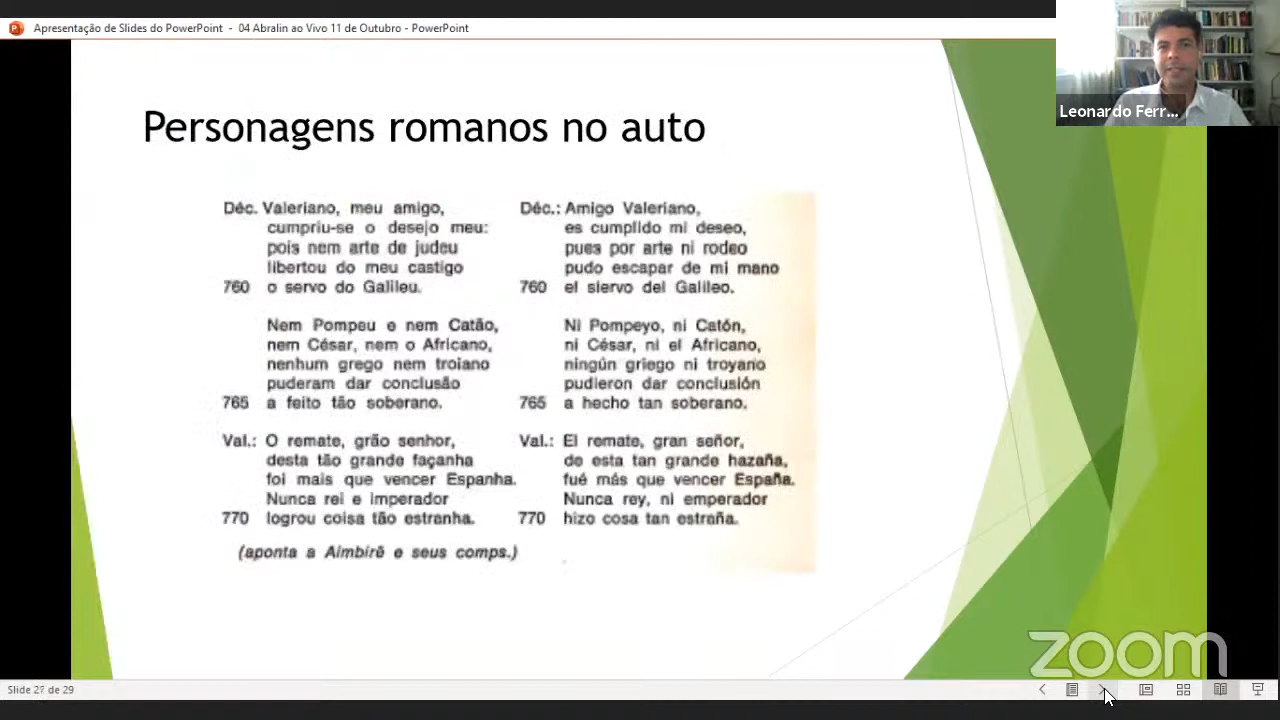 Apresentação de Slides do PowerPoint - 04 Abralin ao Vivo 11 de Outubro - PowerPoint
Leonardo Ferr...
Personagens romanos no auto
Déc. Valeriano, meu amigo,
cumpriu-se o desejo meu:
pois nem arte de judeu
libertou do meu castigo
760 o servo do Galileu.
Nem Pompeu e nem Catão,
nem César, nem o Africano,
nenhum grego nem troiano
puderam dar conclusão
765 a feito tão soberano.
Val.: O remate, grão senhor,
desta tão grande façanha
foi mais que vencer Espanha.
Nunca rei e imperador
770 logrou coisa tão estranha.
(aponta a Aimbirê e seus comps.)
Déc.: Amigo Valeriano,
es cumplido mi deseo,
pues por arte ni rodeo
pudo escapar de mi mano
760 el siervo del Galileo.
Ni Pompeyo, ni Catón,
ni César, ni el Africano,
ningún griego ni troyano
pudieron dar conclusión
765 a hecho tan soberano.
Val.: El remate, gran señor,
de esta tan grande hazaña,
fué más que vencer España.
Nunca rey, ni emperador
770 hizo cosa tan estraña.
zoom
Slide 27 de 29